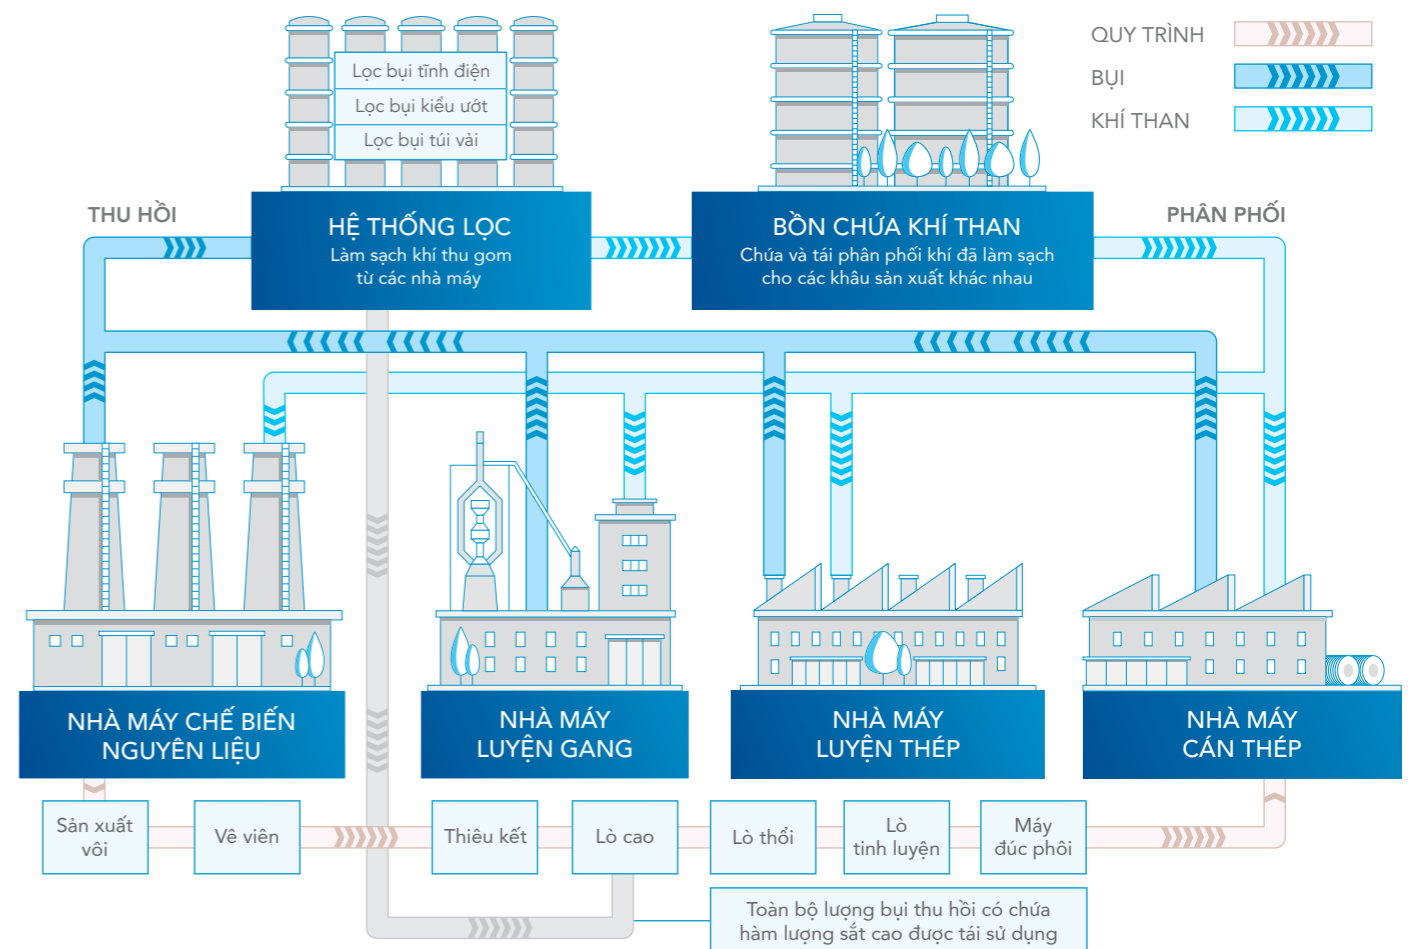 QUY TRÌNH
BỤI
KHÍ THAN
Lọc bụi tĩnh điện
Lọc bụi kiểu ướt
Lọc bụi túi vải
THU HỒI
HỆ THỐNG LỌC
Làm sạch khí thu gom
từ các nhà máy
BỒN CHỨA KHÍ THAN
Chứa và tái phân phối khí đã làm sạch
cho các khâu sản xuất khác nhau
PHÂN PHỐI
NHÀ MÁY CHẾ BIẾN
NGUYÊN LIỆU
NHÀ MÁY
LUYỆN GANG
NHÀ MÁY
LUYỆN THÉP
NHÀ MÁY
CÁN THÉP
Sản xuất
vôi
Vê viên
Thiêu kết
Lò cao
Lò thổi
Lò
tinh luyện
Máy
đúc phôi
Toàn bộ lượng bụi thu hồi có chứa
hàm lượng sắt cao được tái sử dụng